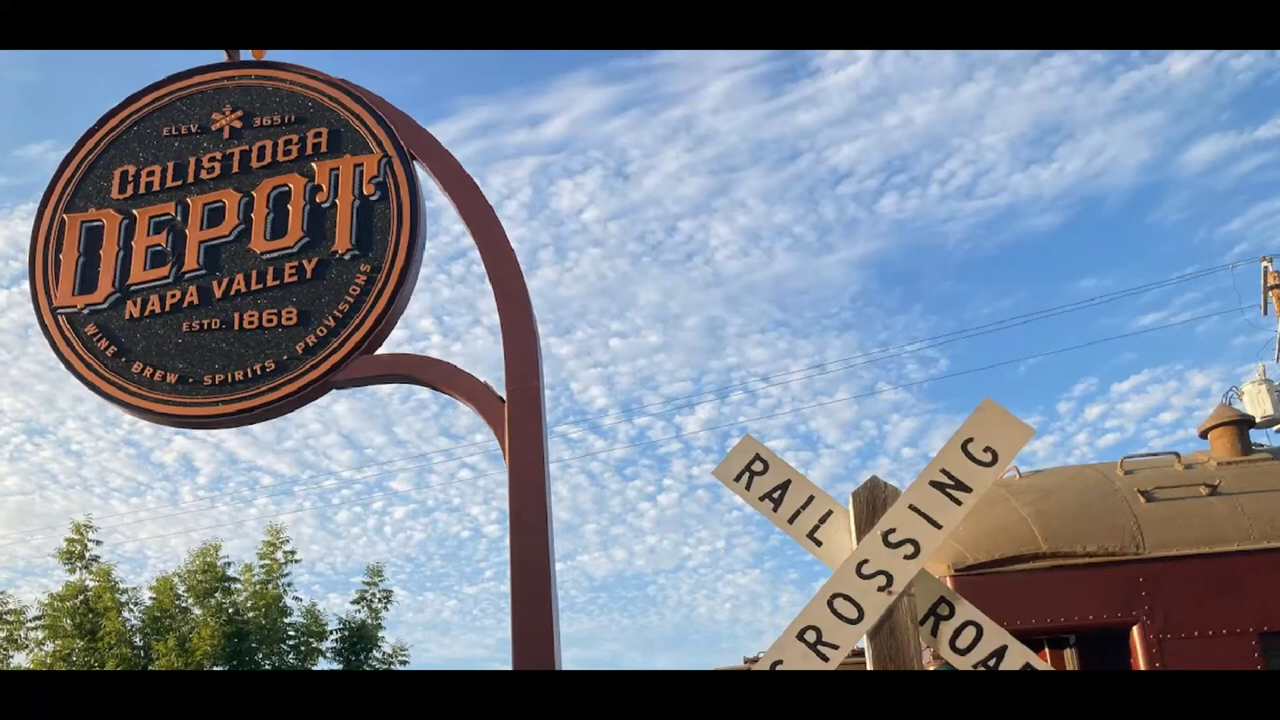 ELEV. 365 ft
CALISTOGA
DEPOT
NAPA VALLEY
ESTD. 1868
WINE · BREW · SPIRITS · PROVISIONS
RAIL ROAD
CROSSING